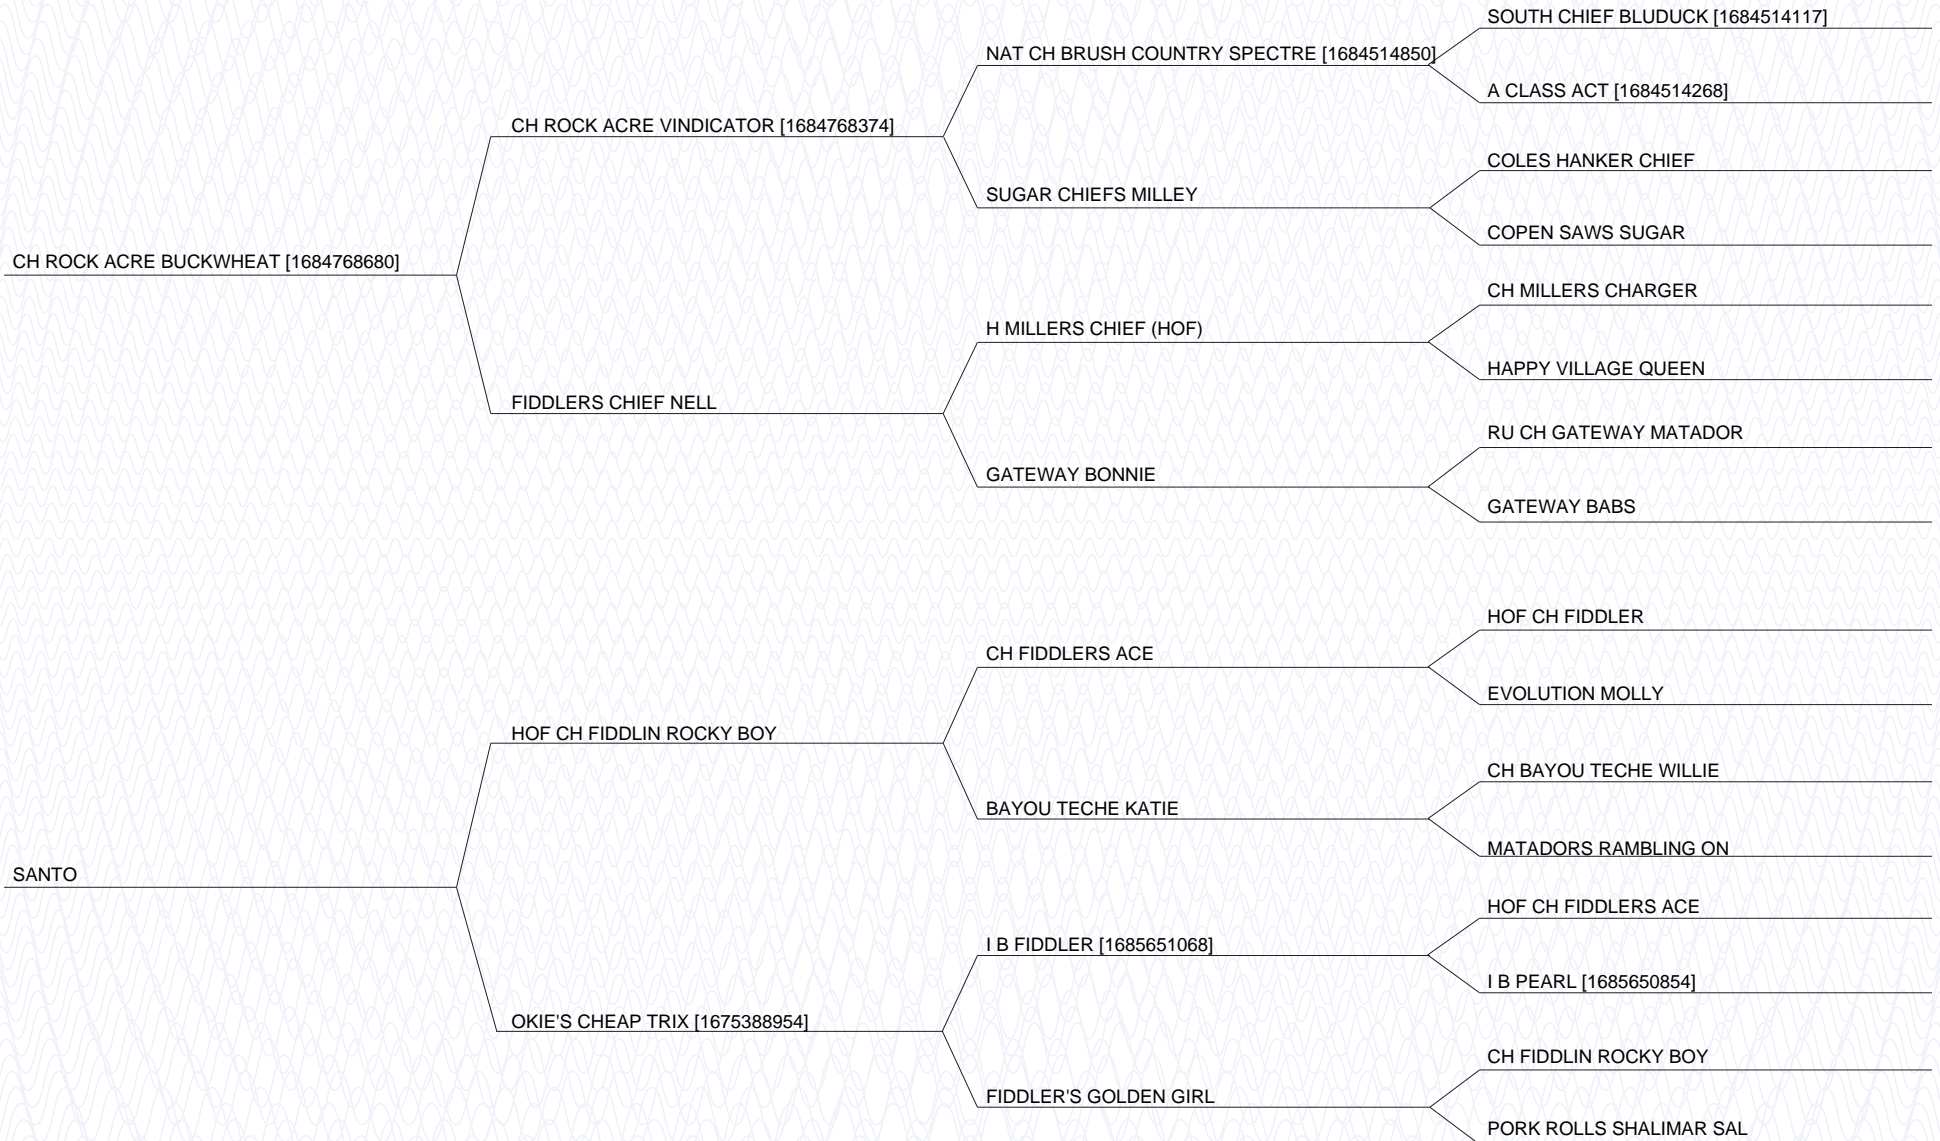 SOUTH CHIEF BLUDUCK [1684514117]
NAT CH BRUSH COUNTRY SPECTRE [1684514850]
A CLASS ACT [1684514268]
CH ROCK ACRE VINDICATOR [1684768374]
COLES HANKER CHIEF
SUGAR CHIEFS MILLEY
COPEN SAWS SUGAR
CH ROCK ACRE BUCKWHEAT [1684768680]
CH MILLERS CHARGER
H MILLERS CHIEF (HOF)
HAPPY VILLAGE QUEEN
FIDDLERS CHIEF NELL
RU CH GATEWAY MATADOR
GATEWAY BONNIE
GATEWAY BABS
HOF CH FIDDLER
CH FIDDLERS ACE
EVOLUTION MOLLY
HOF CH FIDDLIN ROCKY BOY
CH BAYOU TECHE WILLIE
BAYOU TECHE KATIE
MATADORS RAMBLING ON
SANTO
HOF CH FIDDLERS ACE
I B FIDDLER [1685651068]
I B PEARL [1685650854]
OKIE'S CHEAP TRIX [1675388954]
CH FIDDLIN ROCKY BOY
FIDDLER'S GOLDEN GIRL
PORK ROLLS SHALIMAR SAL